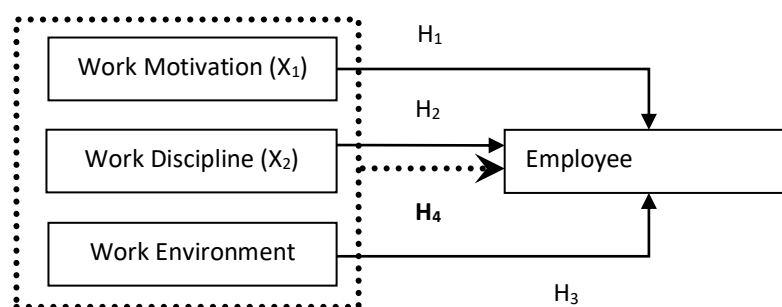 H₁
Work Motivation (X₁)
H₂
Work Discipline (X₂)
Employee
H₄
Work Environment
H₃